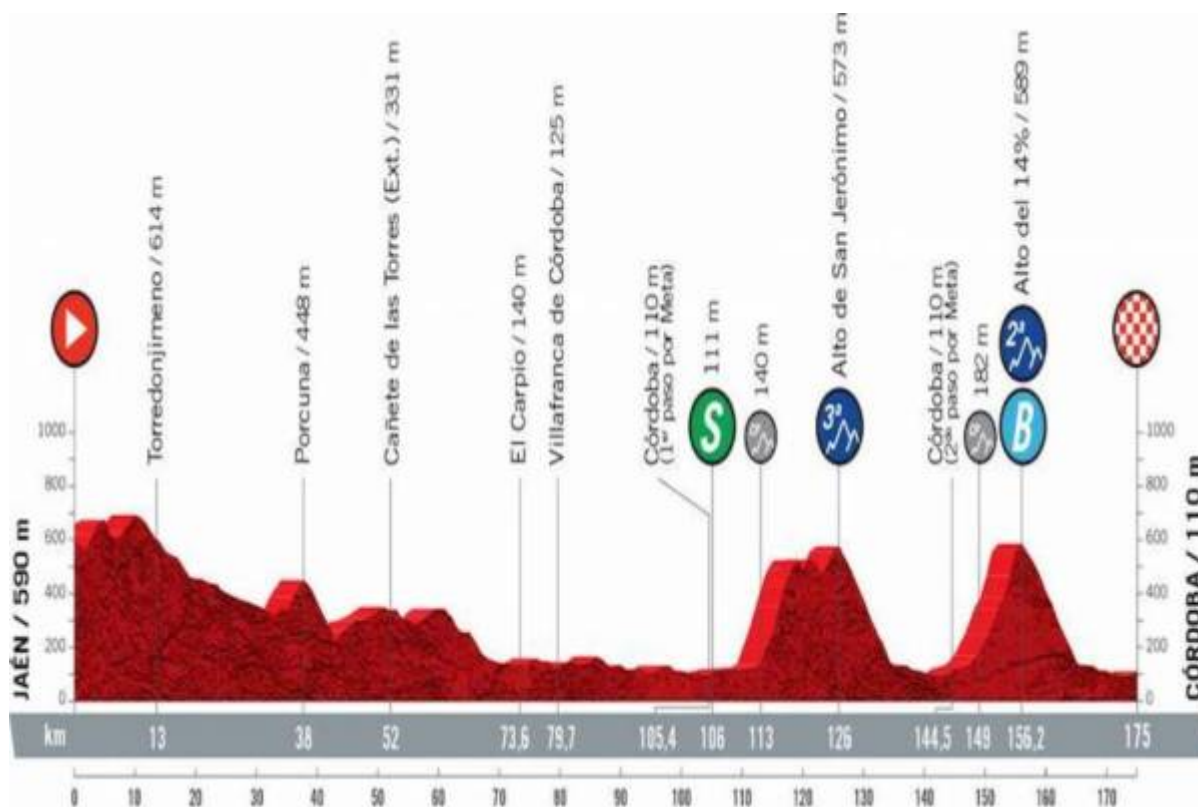 JAÉN / 590 m
Torredonjimeno / 614 m
Porcuna / 448 m
Cañete de las Torres (Ext.) / 331 m
El Carpio / 140 m
Villafranca de Córdoba / 125 m
Córdoba / 110 m
(1er paso por Meta)
S
111 m
140 m
Alto de San Jerónimo / 573 m
3ª
Córdoba / 110 m
(2do paso por Meta)
182 m
Alto del 14% / 589 m
2ª
B
CÓRDOBA / 110 m
1000
800
600
400
200
0
1000
800
600
400
200
0
km 13 38 52 73,6 79,7 105,4 106 113 126 144,5 149 156,2 175
0 10 20 30 40 50 60 70 80 90 100 110 120 130 140 150 160 170